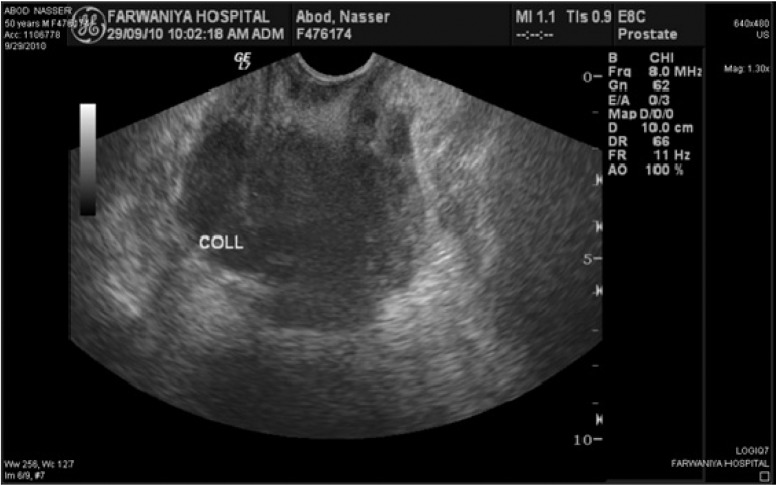 ABOD NASSER
50 years M F476174
Acc: 1106778
9/29/2010
FARWANIYA HOSPITAL
29/09/10 10:02:18 AM ADM
Abod, Nasser
F476174
MI 1.1 TIs 0.9
--:--:--
E8C
Prostate
640x480
US
Mag: 1.30x
B CHI
Frq 8.0 MHz
Gn 62
E/A 0/3
Map D/0/0
D 10.0 cm
DR 66
FR 11 Hz
AO 100 %
0
5
10
COLL
Ww 256, Wc 127
Im 6/9, #7
LOGIQ7
FARWANIYA HOSPITAL